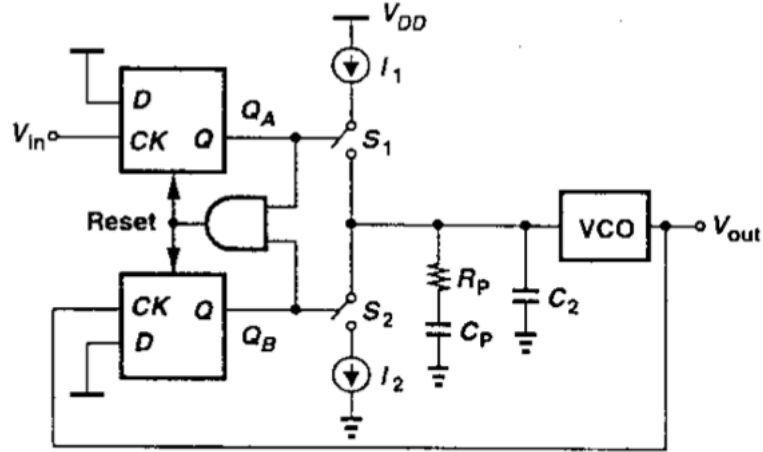 V_DD
I_1
D
Q_A
V_in
CK
Q
S_1
Reset
VCO
V_out
CK
Q
S_2
R_P
C_2
D
Q_B
C_P
I_2